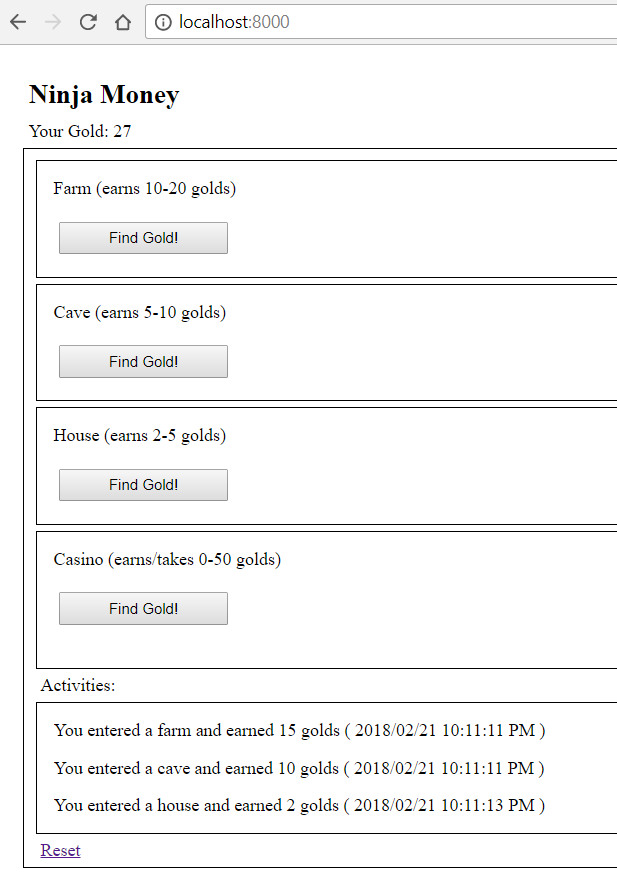 localhost:8000
Ninja Money
Your Gold: 27
Farm (earns 10-20 golds)
Find Gold!
Cave (earns 5-10 golds)
Find Gold!
House (earns 2-5 golds)
Find Gold!
Casino (earns/takes 0-50 golds)
Find Gold!
Activities:
You entered a farm and earned 15 golds ( 2018/02/21 10:11:11 PM )
You entered a cave and earned 10 golds ( 2018/02/21 10:11:11 PM )
You entered a house and earned 2 golds ( 2018/02/21 10:11:13 PM )
Reset